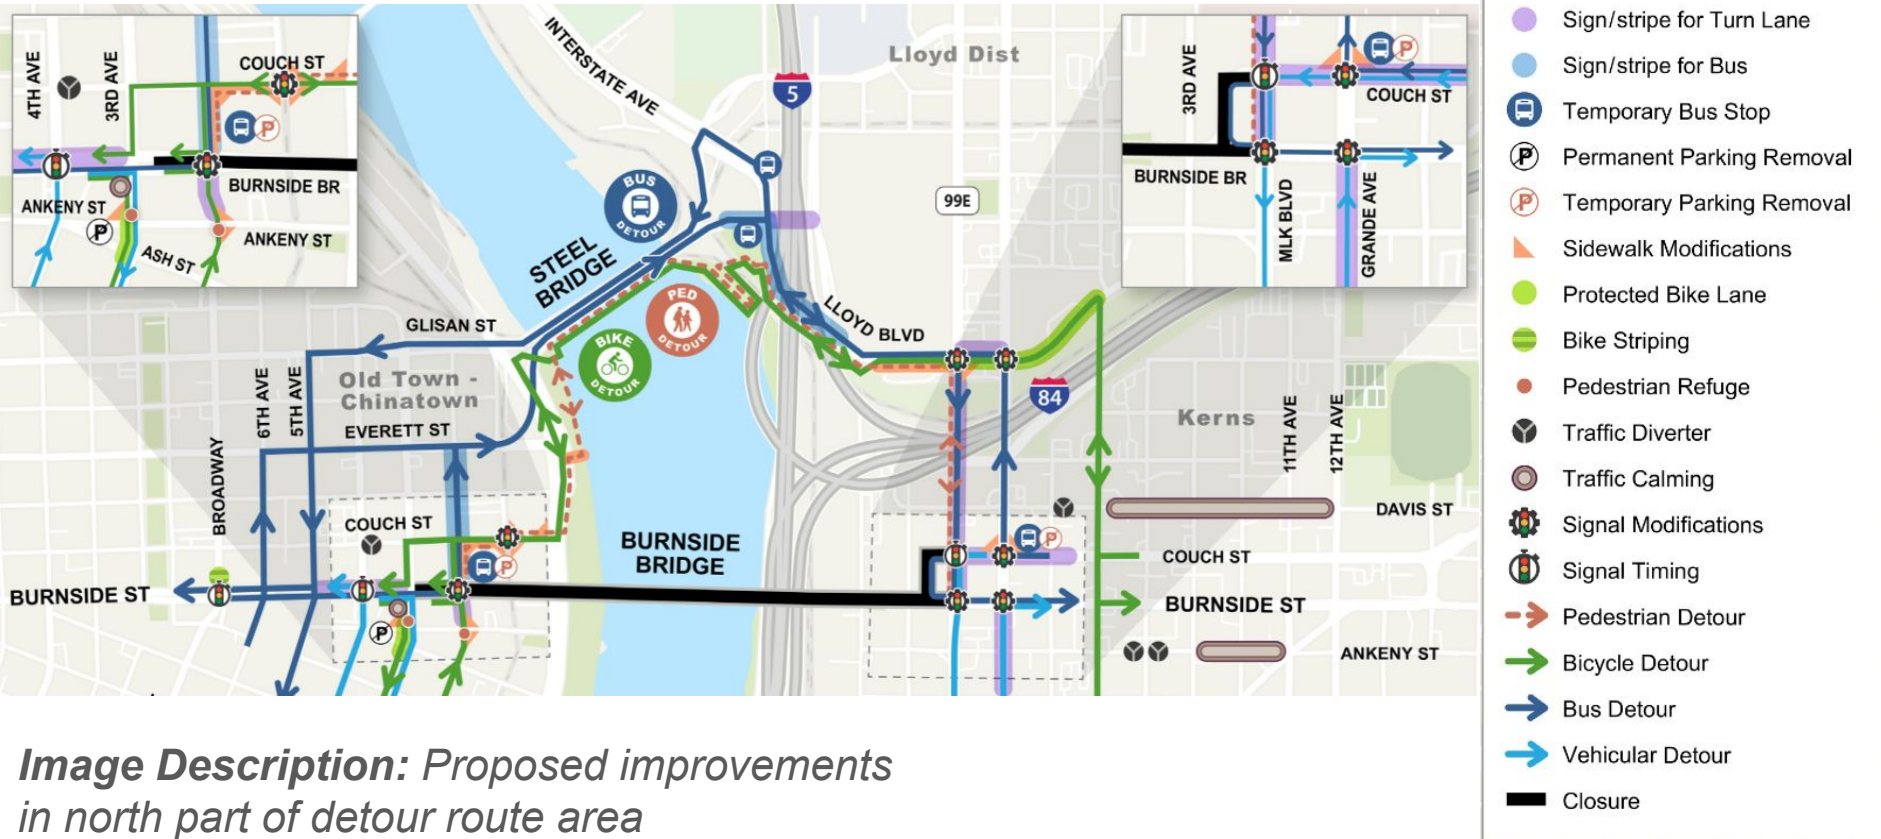 4TH AVE
3RD AVE
COUCH ST
P
BURNSIDE BR
ANKENY ST
P
ANKENY ST
ASH ST
INTERSTATE AVE
5
Lloyd Dist
99E
3RD AVE
P
COUCH ST
BURNSIDE BR
MLK BLVD
GRANDE AVE
BUS
DETOUR
STEEL
BRIDGE
PED
DETOUR
BIKE
DETOUR
LLOYD BLVD
GLISAN ST
84
Old Town -
Chinatown
6TH AVE
5TH AVE
EVERETT ST
BROADWAY
Kerns
11TH AVE
12TH AVE
COUCH ST
P
DAVIS ST
BURNSIDE
BRIDGE
P
COUCH ST
BURNSIDE ST
BURNSIDE ST
P
ANKENY ST
Sign/stripe for Turn Lane
Sign/stripe for Bus
Temporary Bus Stop
P Permanent Parking Removal
P Temporary Parking Removal
Sidewalk Modifications
Protected Bike Lane
Bike Striping
Pedestrian Refuge
Traffic Diverter
Traffic Calming
Signal Modifications
Signal Timing
Pedestrian Detour
Bicycle Detour
Bus Detour
Vehicular Detour
Closure
Image Description: Proposed improvements
in north part of detour route area